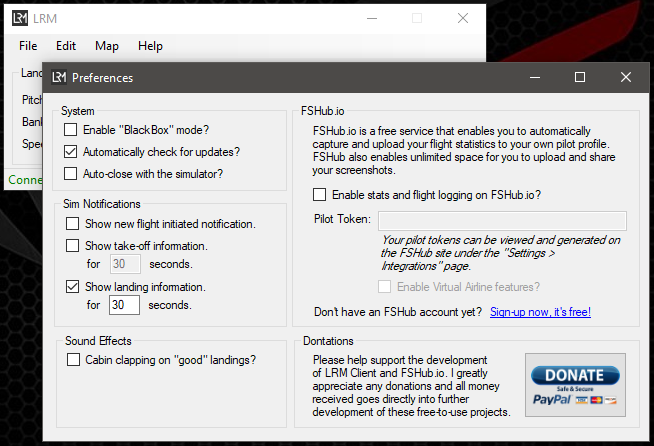 LRM LRM
File Edit Map Help
Land
Pitch
Bank
Spee
Conne
LRM Preferences
System
Enable "BlackBox" mode?
Automatically check for updates?
Auto-close with the simulator?
Sim Notifications
Show new flight initiated notification.
Show take-off information.
for 30 seconds.
Show landing information.
for 30 seconds.
Sound Effects
Cabin clapping on "good" landings?
FSHub.io
FSHub.io is a free service that enables you to automatically
capture and upload your flight statistics to your own pilot profile.
FSHub also enables unlimited space for you to upload and share
your screenshots.
Enable stats and flight logging on FSHub.io?
Pilot Token:
Your pilot tokens can be viewed and generated on
the FSHub site under the "Settings >
Integrations" page.
Enable Virtual Airline features?
Don't have an FSHub account yet? Sign-up now, it's free!
Dontations
Please help support the development
of LRM Client and FSHub.io. I greatly
appreciate any donations and all money
received goes directly into further
development of these free-to-use projects.
DONATE
Safe & Secure
PayPal